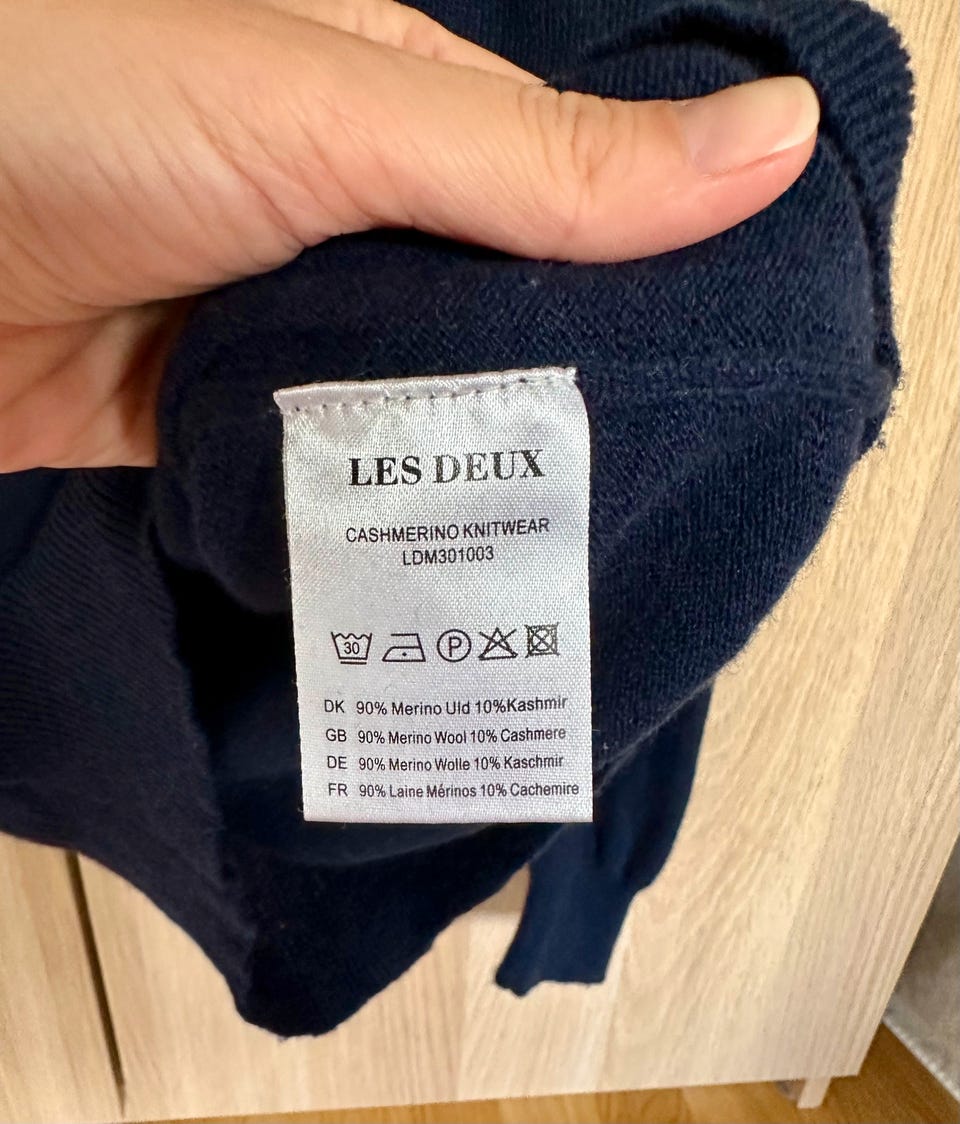 LES DEUX
CASHMERINO KNITWEAR
LDM301003
30 P
DK 90% Merino Uld 10%Kashmir
GB 90% Merino Wool 10% Cashmere
DE 90% Merino Wolle 10% Kaschmir
FR 90% Laine Mérinos 10% Cachemire